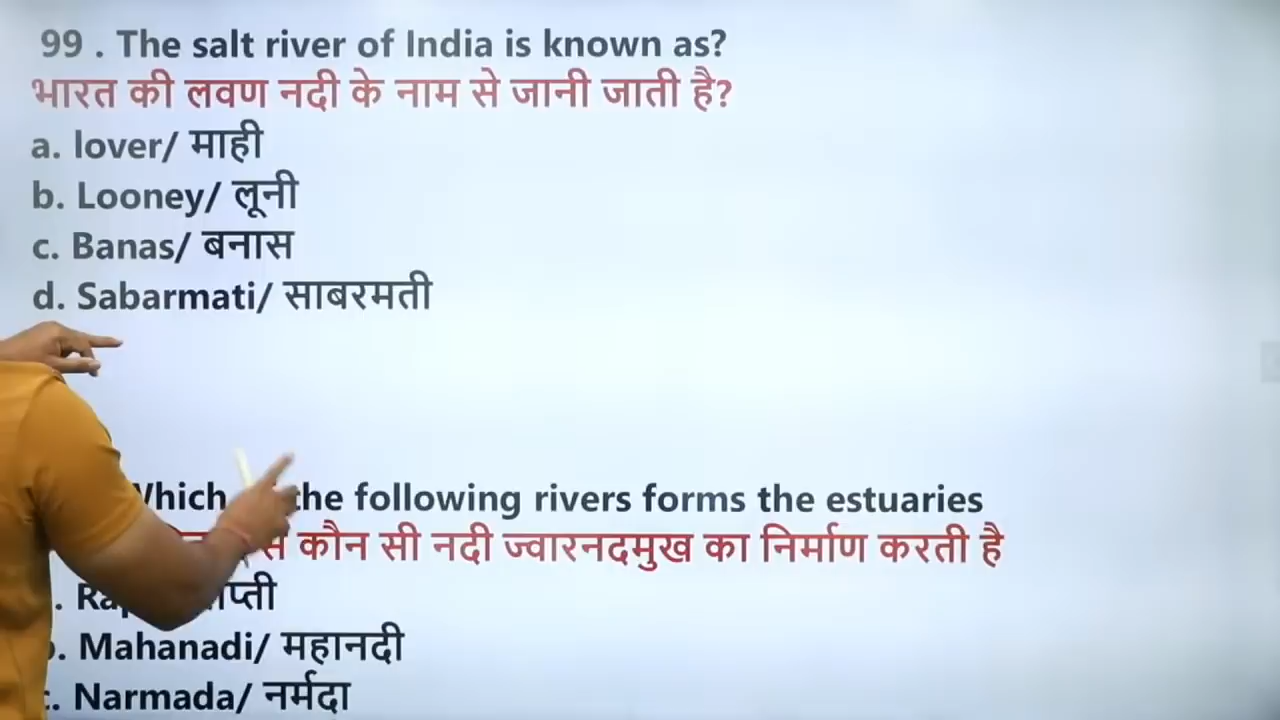 99 . The salt river of India is known as?
भारत की लवण नदी के नाम से जानी जाती है?
a. lover/ माही
b. Looney/ लूनी
c. Banas/ बनास
d. Sabarmati/ साबरमती
Which the following rivers forms the estuaries
कौन सी नदी ज्वारनदमुख का निर्माण करती है
Mahanadi/ महानदी
Narmada/ नर्मदा